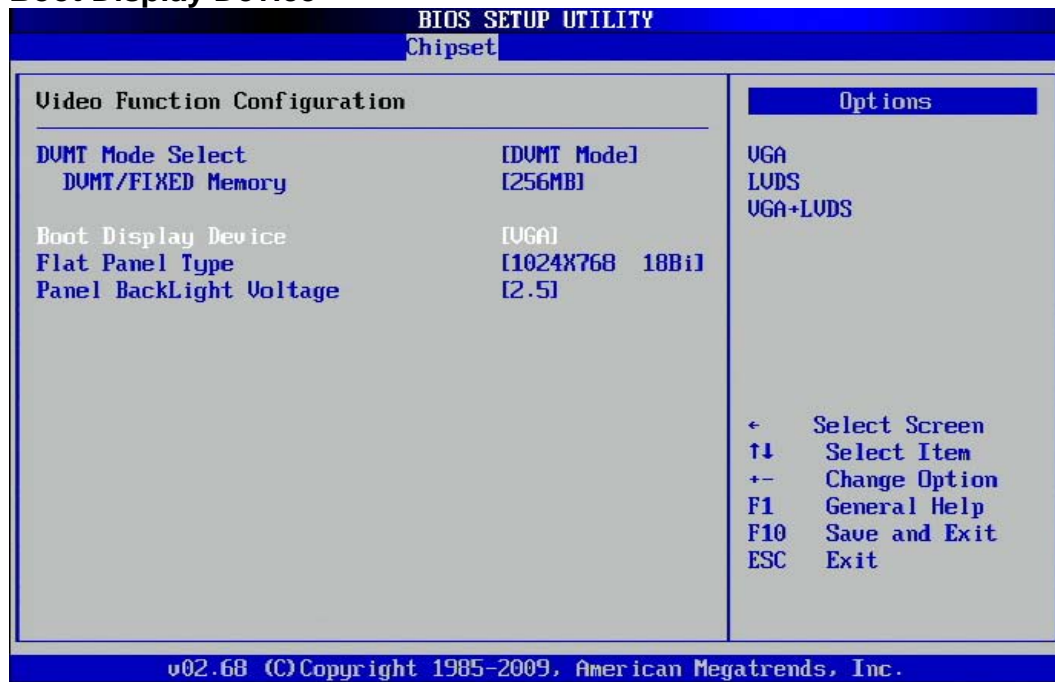 Boot Display Device
BIOS SETUP UTILITY
Chipset
Video Function Configuration
DVMT Mode Select [DVMT Mode]
DVMT/FIXED Memory [256MB]
Boot Display Device [VGA]
Flat Panel Type [1024X768 18Bi]
Panel BackLight Voltage [2.5]
Options
VGA
LVDS
VGA+LVDS
← Select Screen
↑↓ Select Item
+- Change Option
F1 General Help
F10 Save and Exit
ESC Exit
v02.68 (C)Copyright 1985-2009, American Megatrends, Inc.